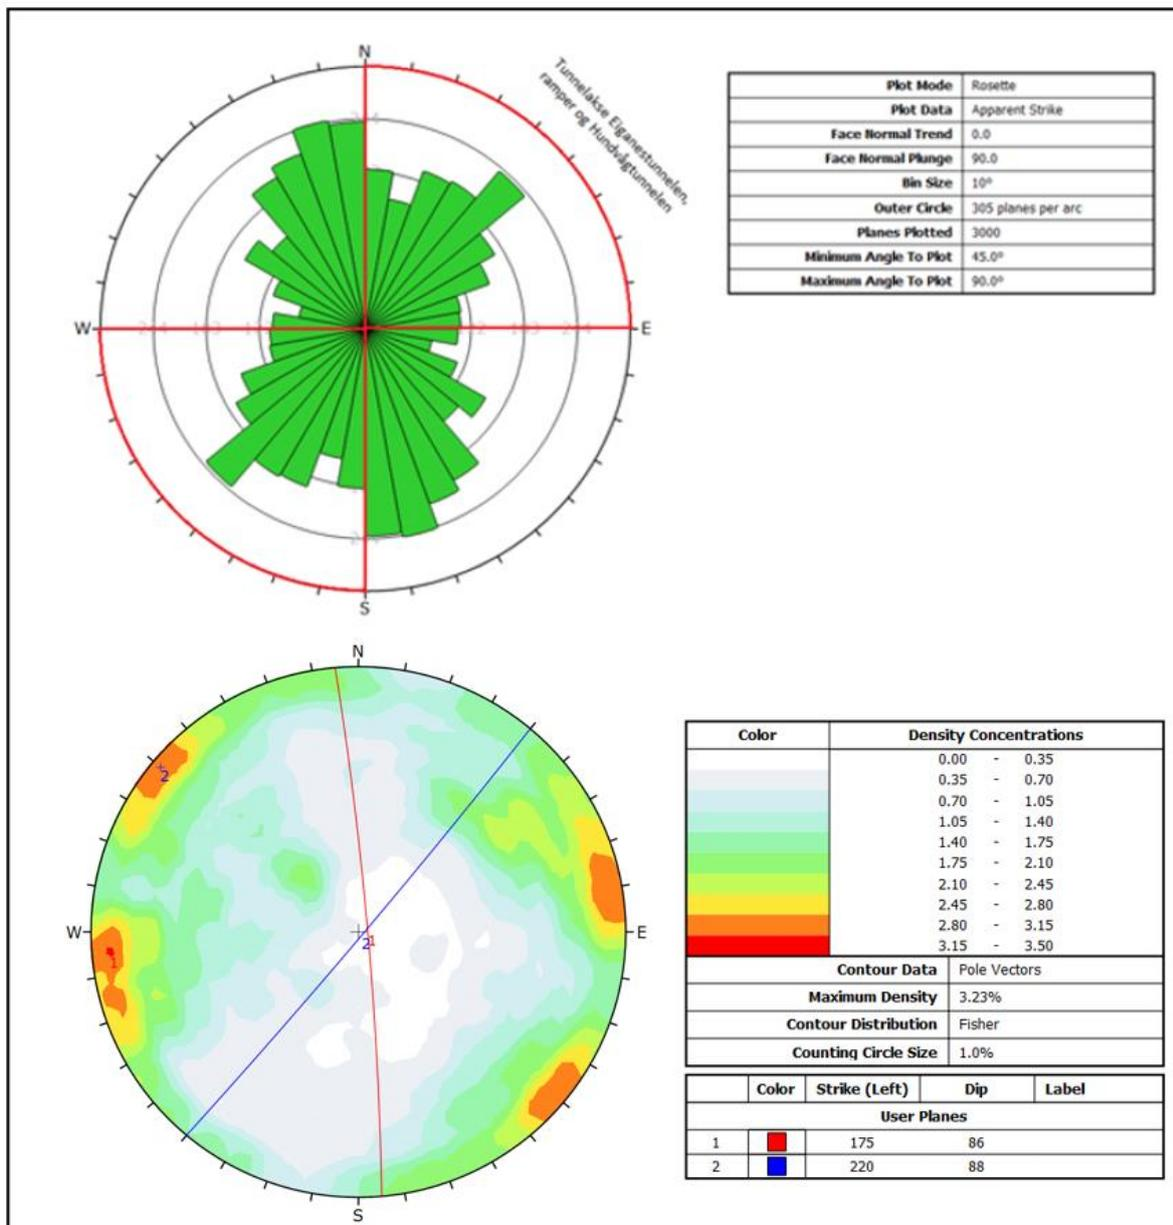 N
Tunnelakse Eiganestunnelen,
ramper og Hundvågtunnelen
Plot Mode Rosette
Plot Data Apparent Strike
Face Normal Trend 0.0
Face Normal Plunge 90.0
Bin Size 10º
Outer Circle 305 planes per arc
Planes Plotted 3000
Minimum Angle To Plot 45.0º
Maximum Angle To Plot 90.0º
W
E
S
N
2
W
1
2
1
E
S
Color Density Concentrations
0.00 - 0.35
0.35 - 0.70
0.70 - 1.05
1.05 - 1.40
1.40 - 1.75
1.75 - 2.10
2.10 - 2.45
2.45 - 2.80
2.80 - 3.15
3.15 - 3.50
Contour Data Pole Vectors
Maximum Density 3.23%
Contour Distribution Fisher
Counting Circle Size 1.0%
Color Strike (Left) Dip Label
User Planes
1 175 86
2 220 88